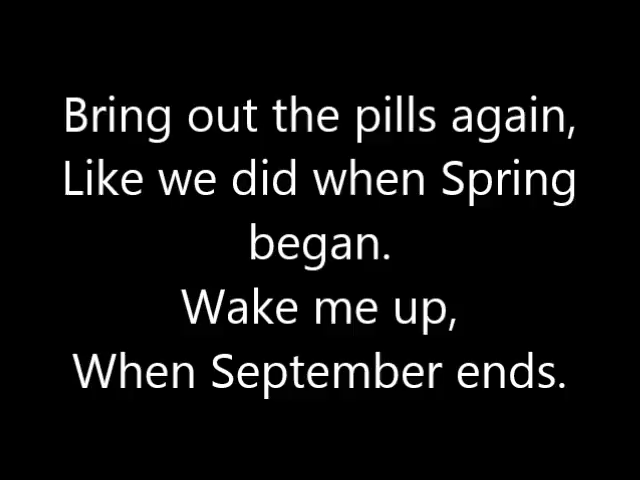 Bring out the pills again,
Like we did when Spring
began.
Wake me up,
When September ends.